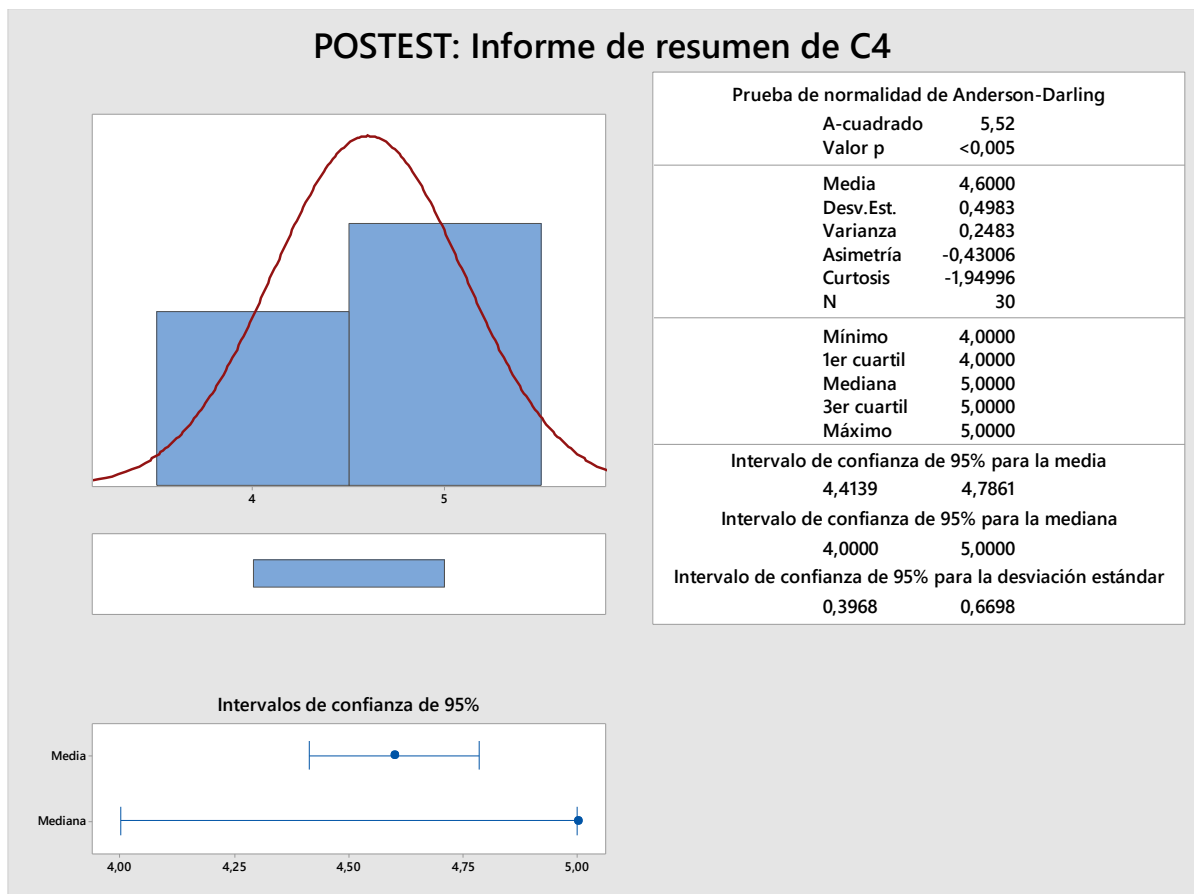 POSTEST: Informe de resumen de C4
4 5
Intervalos de confianza de 95%
Media
Mediana
4,00 4,25 4,50 4,75 5,00
Prueba de normalidad de Anderson-Darling
A-cuadrado 5,52
Valor p <0,005
Media 4,6000
Desv.Est. 0,4983
Varianza 0,2483
Asimetría -0,43006
Curtosis -1,94996
N 30
Mínimo 4,0000
1er cuartil 4,0000
Mediana 5,0000
3er cuartil 5,0000
Máximo 5,0000
Intervalo de confianza de 95% para la media
4,4139 4,7861
Intervalo de confianza de 95% para la mediana
4,0000 5,0000
Intervalo de confianza de 95% para la desviación estándar
0,3968 0,6698